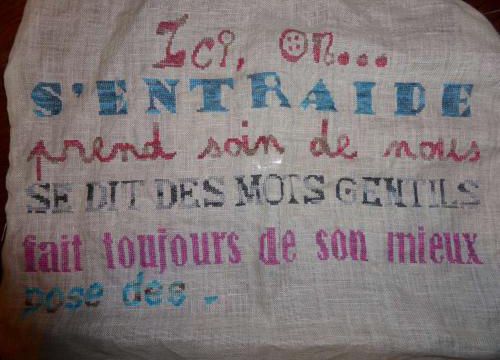 Ici, on...
S'ENTRAIDE
prend soin de nous
SE DIT DES MOTS GENTILS
fait toujours de son mieux
pose des